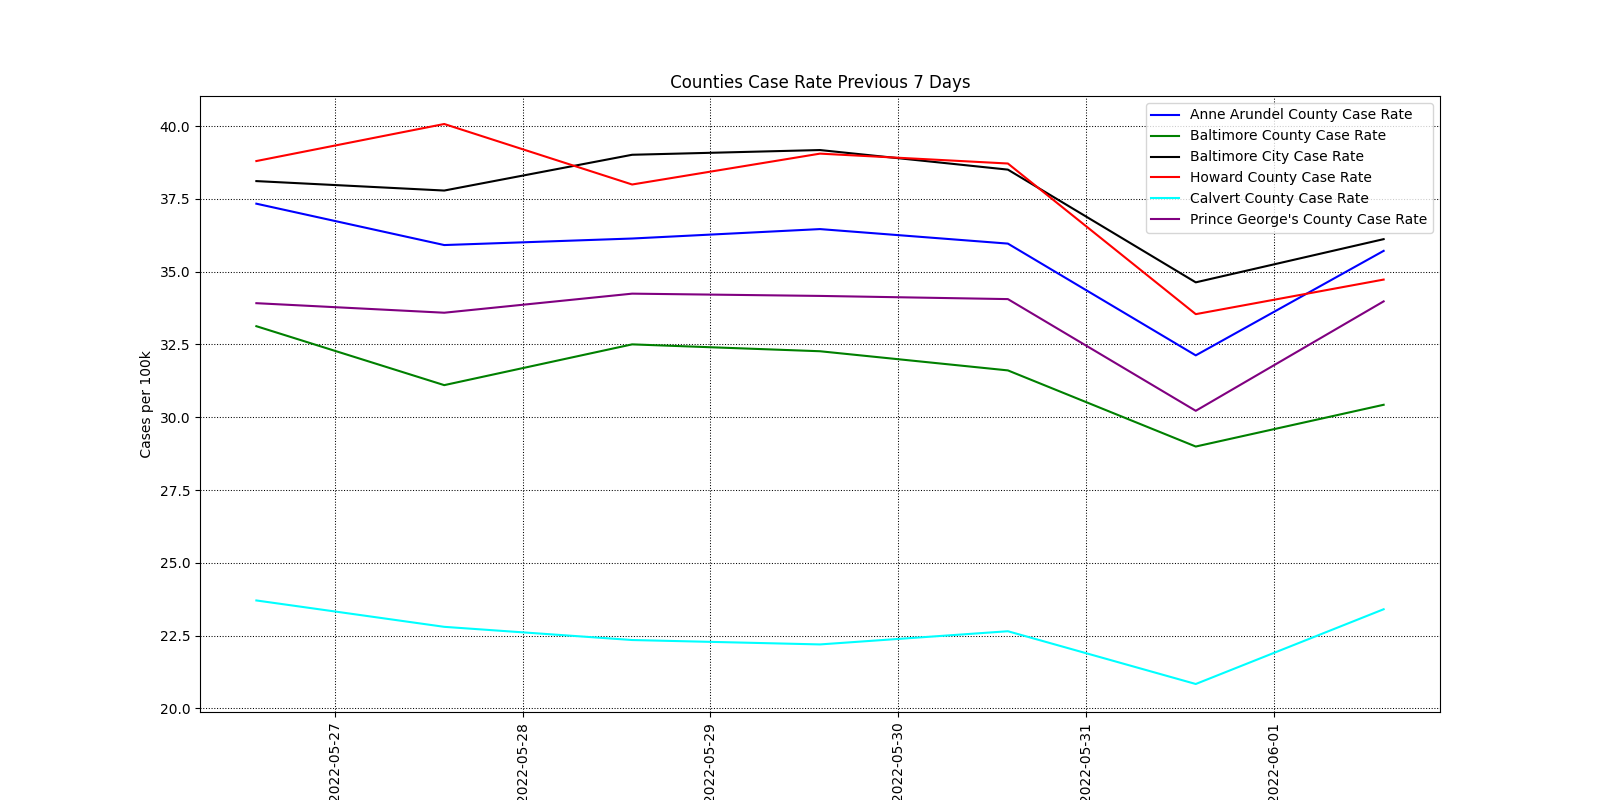 Counties Case Rate Previous 7 Days
Anne Arundel County Case Rate
Baltimore County Case Rate
Baltimore City Case Rate
Howard County Case Rate
Calvert County Case Rate
Prince George's County Case Rate
Cases per 100k
40.0
37.5
35.0
32.5
30.0
27.5
25.0
22.5
20.0
2022-05-27
2022-05-28
2022-05-29
2022-05-30
2022-05-31
2022-06-01